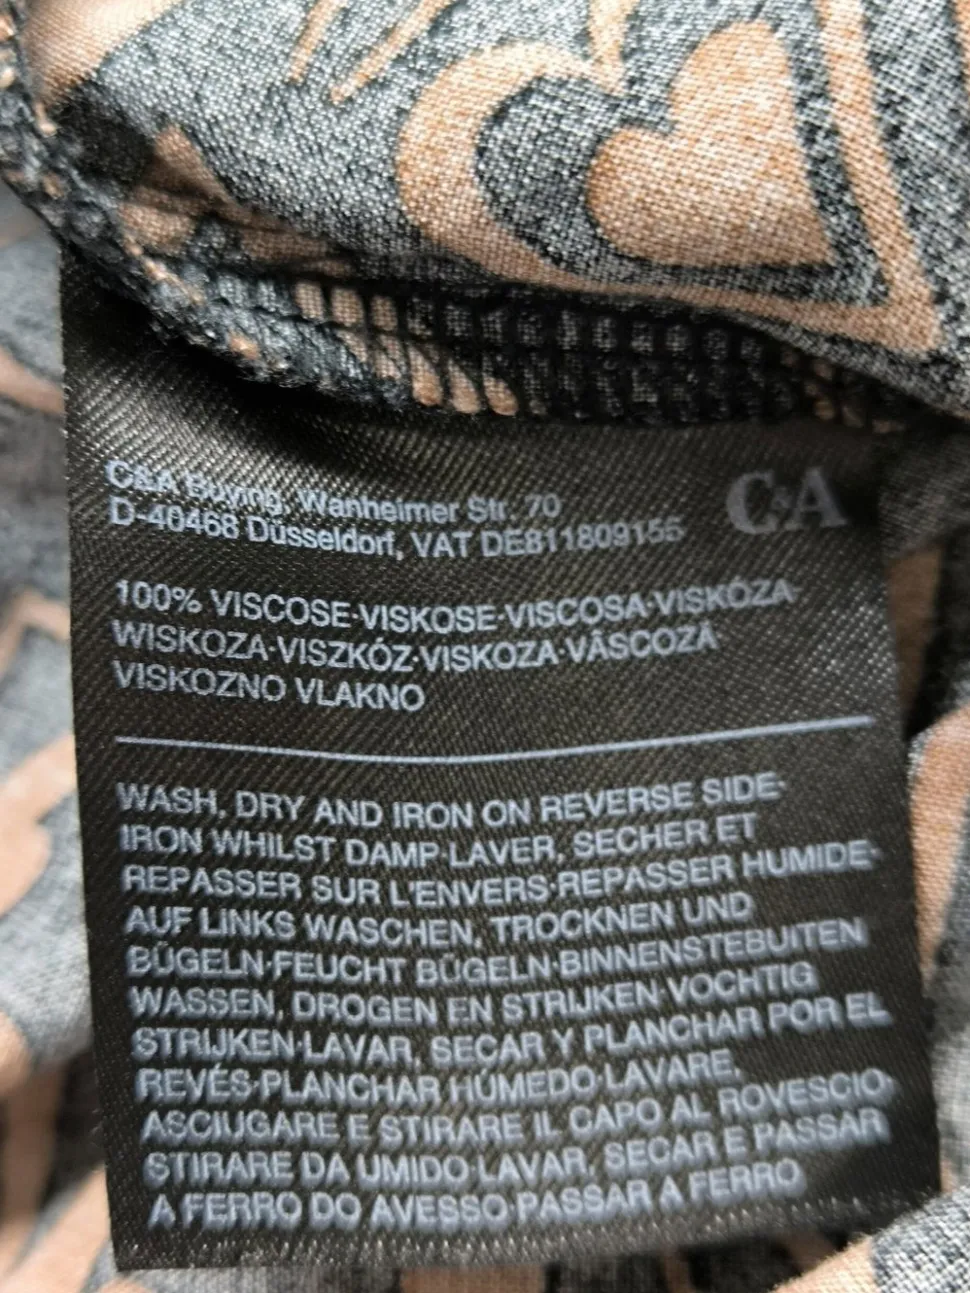 C&A Buying, Wanheimer Str. 70
D-40468 Düsseldorf, VAT DE811809155
C&A
100% VISCOSE·VISKOSE·VISCOSA·VISKÓZA·
WISKOZA·VISZKÓZ·VISKOZA·VÂSCOZĂ
VISKOZNO VLAKNO
WASH, DRY AND IRON ON REVERSE SIDE·
IRON WHILST DAMP·LAVER, SECHER ET
REPASSER SUR L'ENVERS·REPASSER HUMIDE·
AUF LINKS WASCHEN, TROCKNEN UND
BÜGELN·FEUCHT BÜGELN·BINNENSTEBUITEN
WASSEN, DROGEN EN STRIJKEN·VOCHTIG
STRIJKEN·LAVAR, SECAR Y PLANCHAR POR EL
REVÉS·PLANCHAR HÚMEDO·LAVARE,
ASCIUGARE E STIRARE IL CAPO AL ROVESCIO·
STIRARE DA UMIDO·LAVAR, SECAR E PASSAR
A FERRO DO AVESSO·PASSAR A FERRO